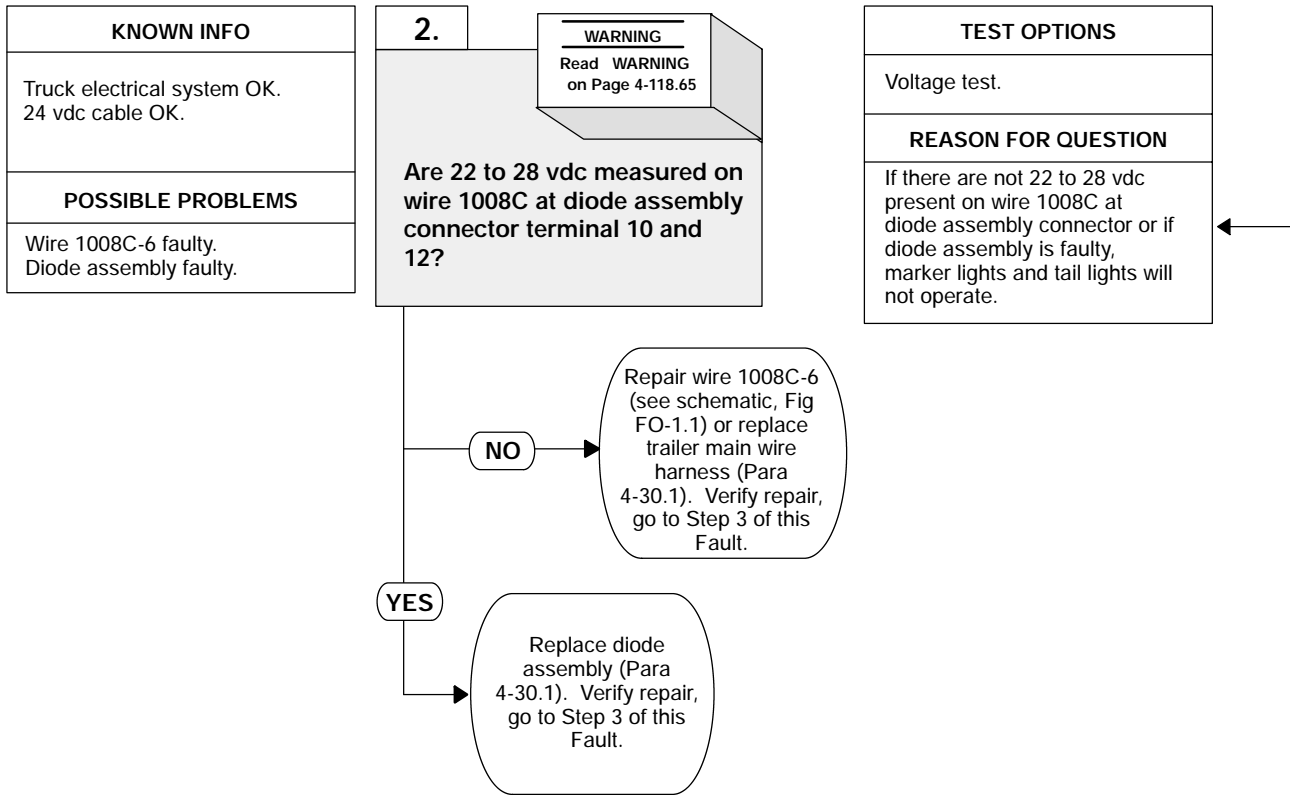 KNOWN INFO
Truck electrical system OK.
24 vdc cable OK.
POSSIBLE PROBLEMS
Wire 1008C-6 faulty.
Diode assembly faulty.
2.
WARNING
Read WARNING
on Page 4-118.65
Are 22 to 28 vdc measured on
wire 1008C at diode assembly
connector terminal 10 and
12?
TEST OPTIONS
Voltage test.
REASON FOR QUESTION
If there are not 22 to 28 vdc
present on wire 1008C at
diode assembly connector or if
diode assembly is faulty,
marker lights and tail lights will
not operate.
NO
Repair wire 1008C-6
(see schematic, Fig
FO-1.1) or replace
trailer main wire
harness (Para
4-30.1). Verify repair,
go to Step 3 of this
Fault.
YES
Replace diode
assembly (Para
4-30.1). Verify repair,
go to Step 3 of this
Fault.